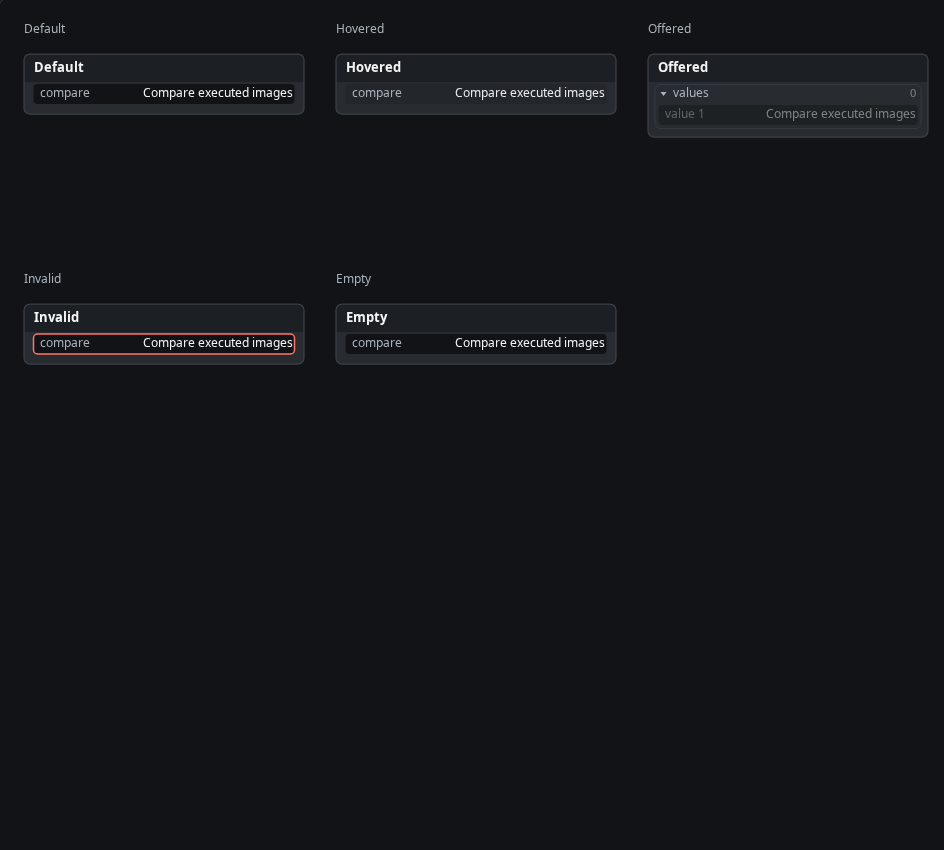 Default
Hovered
Offered
Default
Hovered
Offered
compare Compare executed images
compare Compare executed images
values 0
value 1 Compare executed images
Invalid
Empty
Invalid
Empty
compare Compare executed images
compare Compare executed images